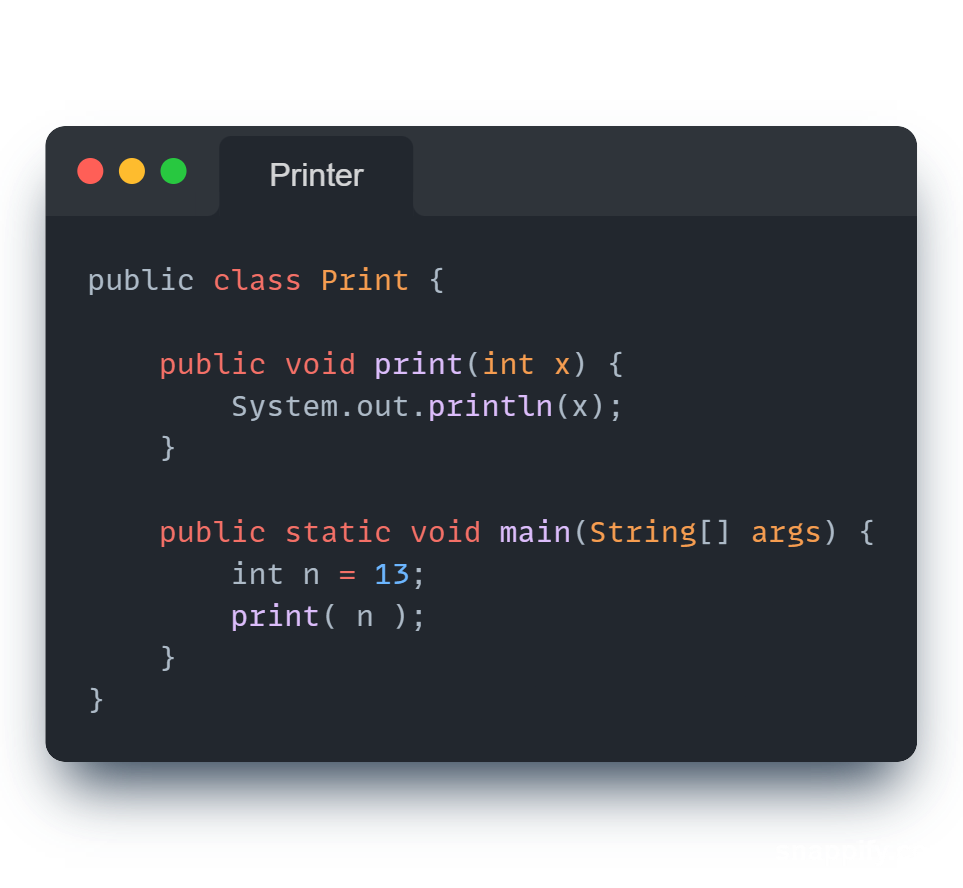 Printer
public class Print {
public void print(int x) {
System.out.println(x);
}
public static void main(String[] args) {
int n = 13;
print( n );
}
}